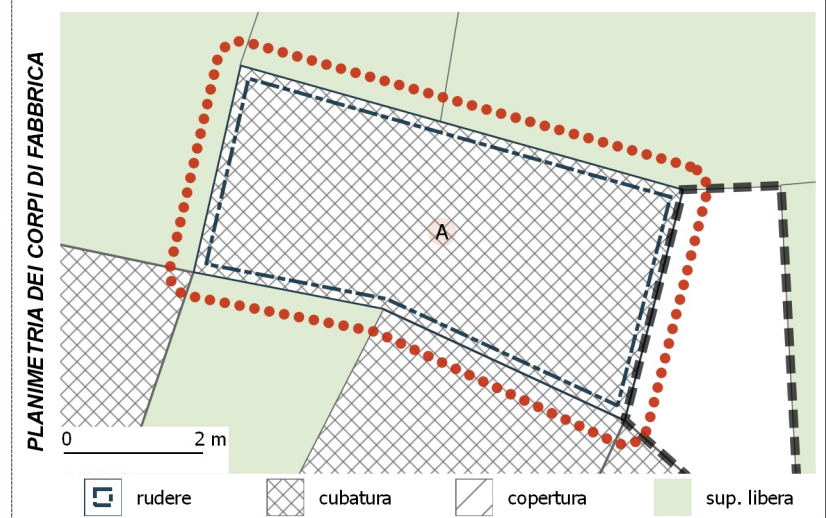 PLANIMETRIA DEI CORPI DI FABBRICA
A
0 2 m
rudere cubatura copertura sup. libera